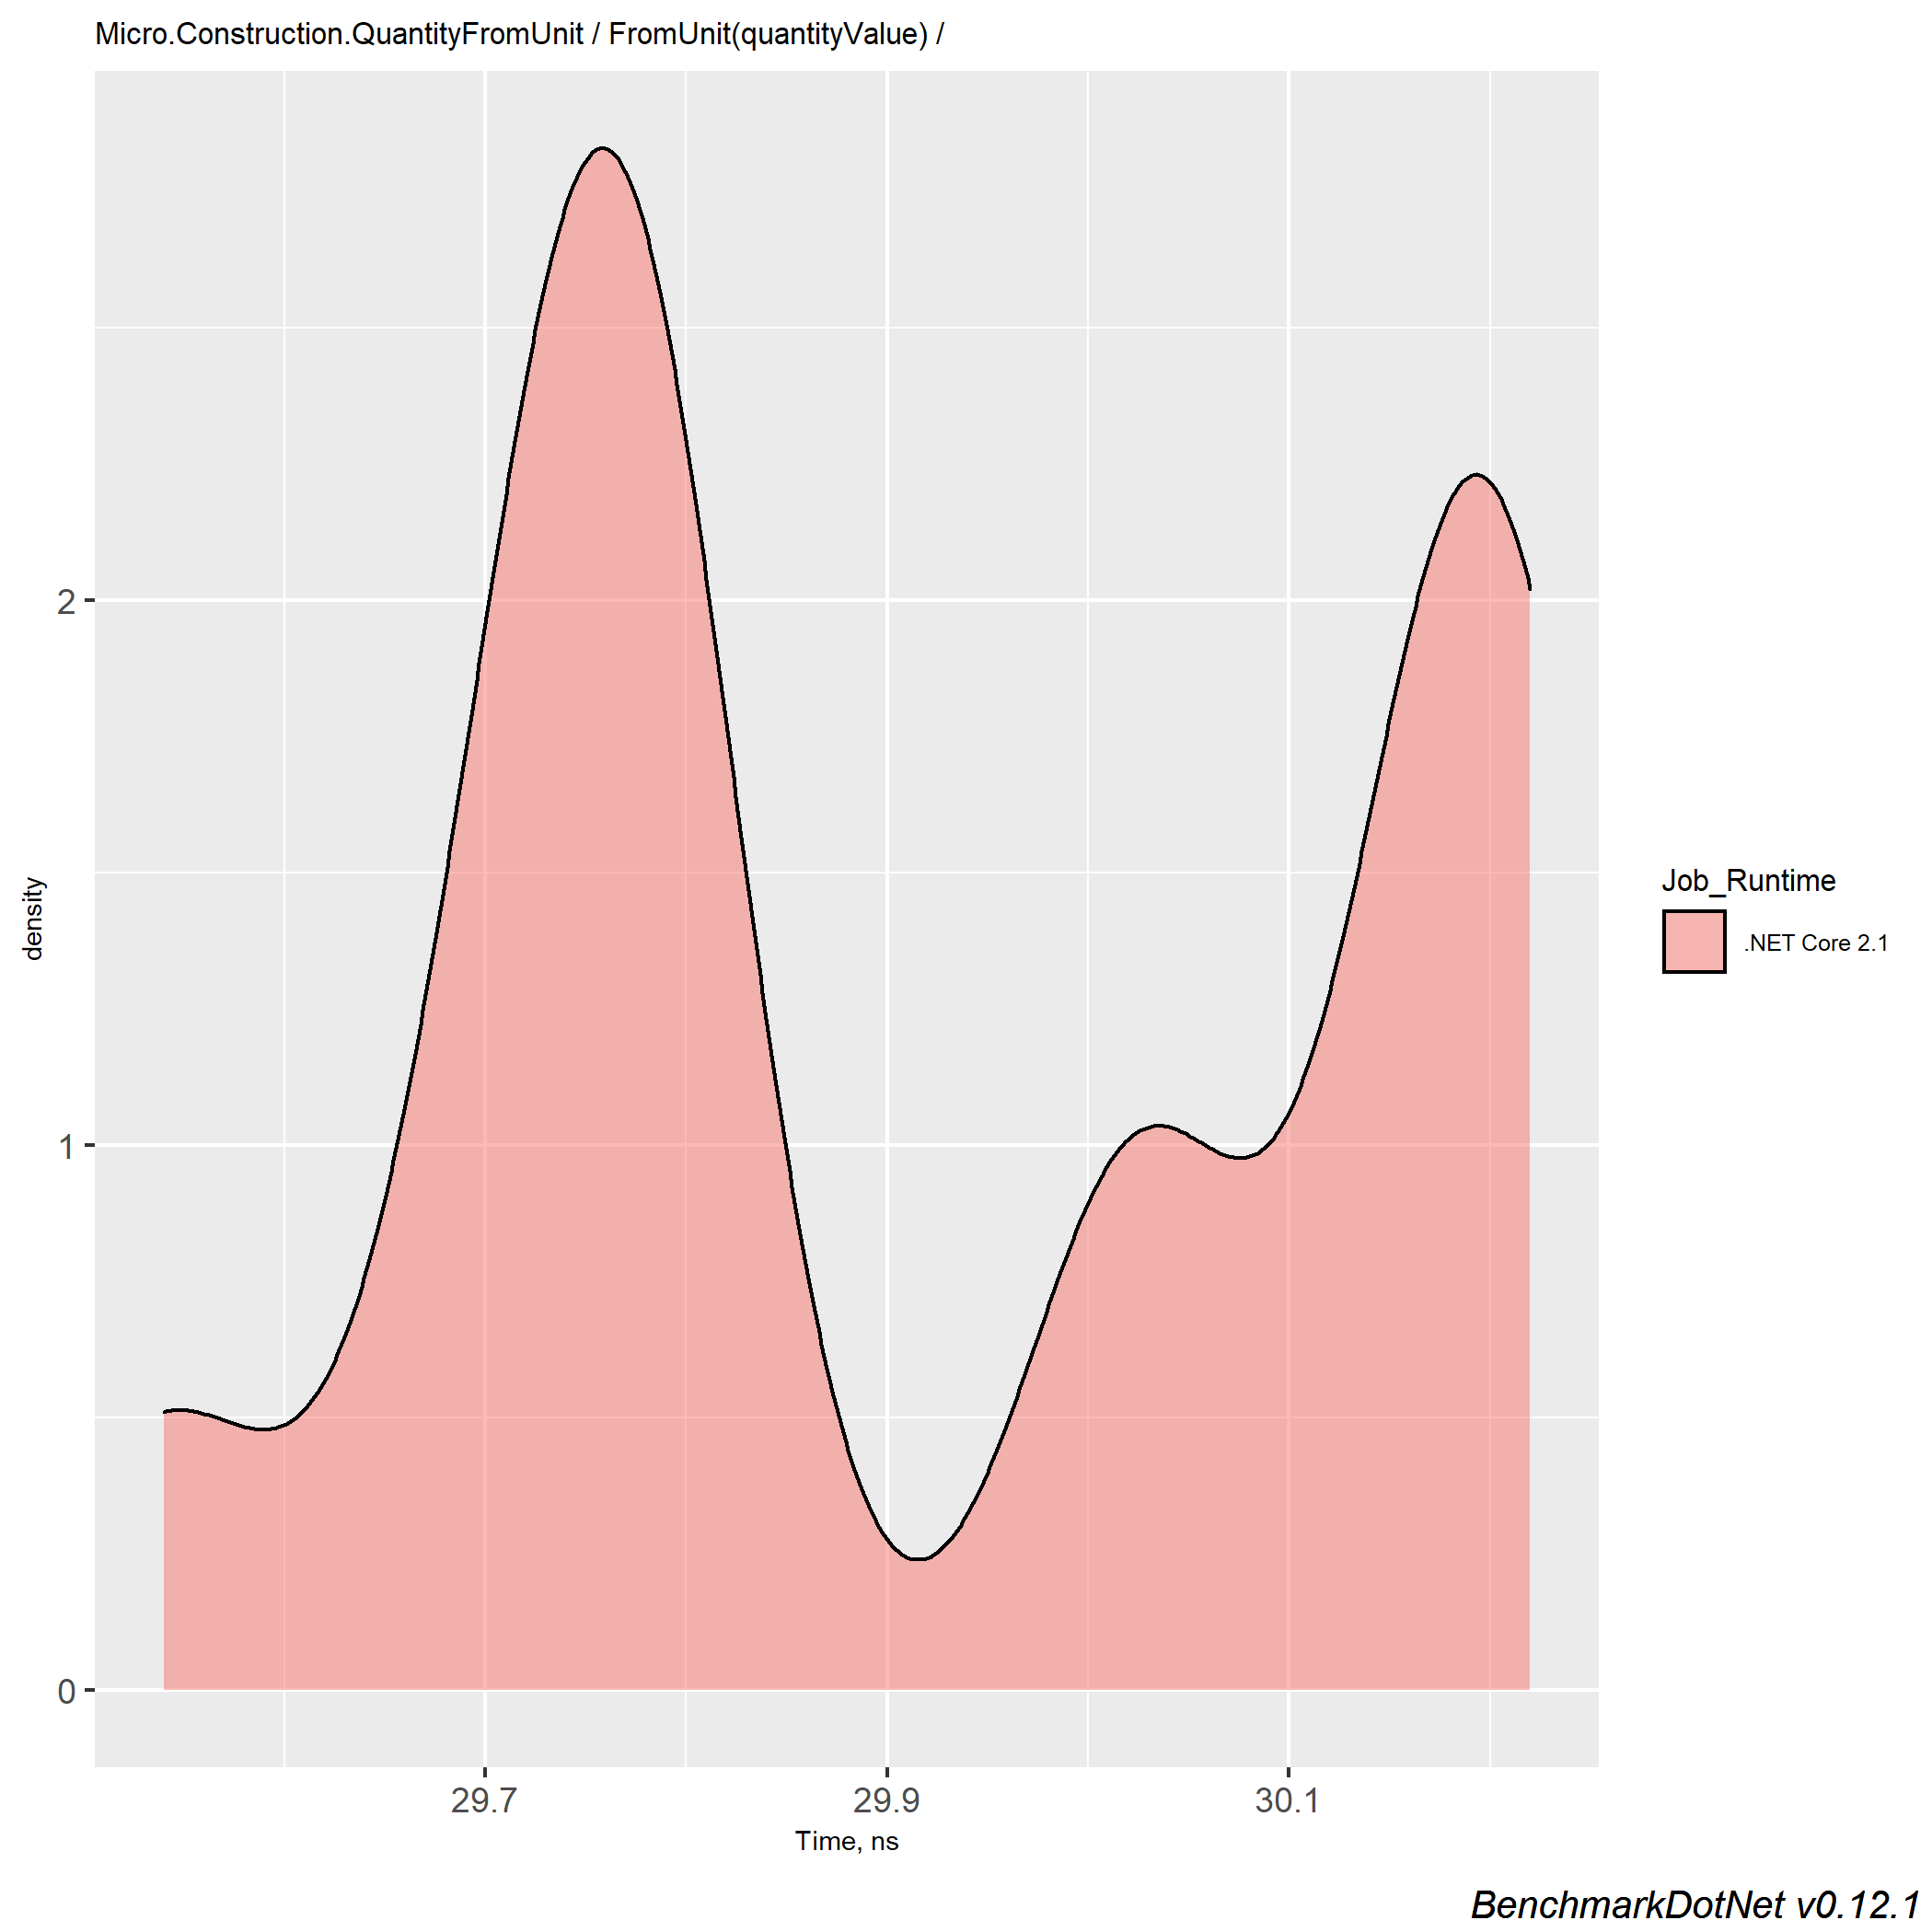 Micro.Construction.QuantityFromUnit / FromUnit(quantityValue) /
density
2
1
0
29.7
29.9
30.1
Time, ns
Job_Runtime
.NET Core 2.1
BenchmarkDotNet v0.12.1